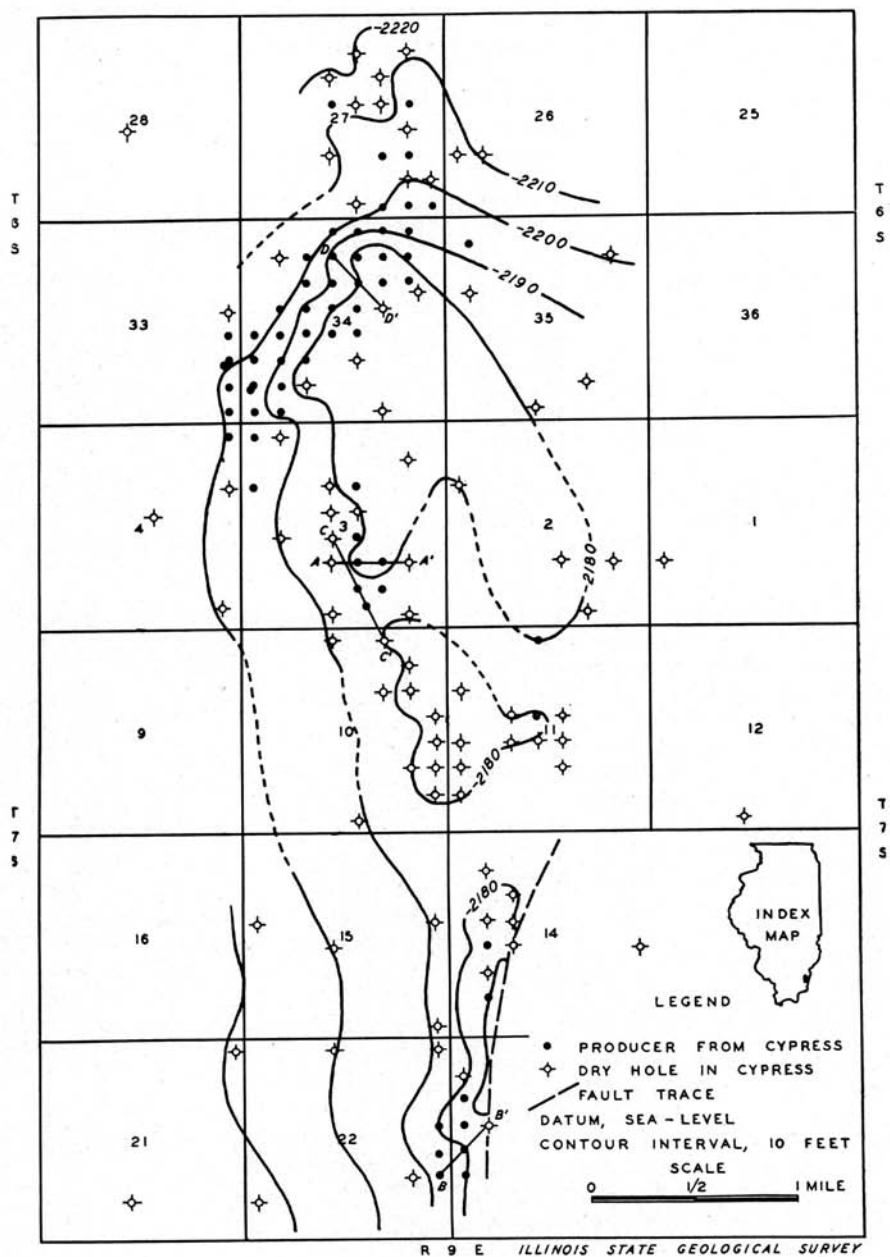 -2220
28
27
26
25
-2210
T
6
S
T
6
S
-2200
D
-2190
33
34
D'
35
36
4
3
C
2
1
A
A'
-2180
C'
9
10
11
12
-2180
T
7
S
T
7
S
-2180
16
15
14
INDEX
MAP
LEGEND
PRODUCER FROM CYPRESS
DRY HOLE IN CYPRESS
FAULT TRACE
B'
DATUM, SEA-LEVEL
21
22
CONTOUR INTERVAL, 10 FEET
SCALE
B
0 1/2 1 MILE
R 9 E ILLINOIS STATE GEOLOGICAL SURVEY